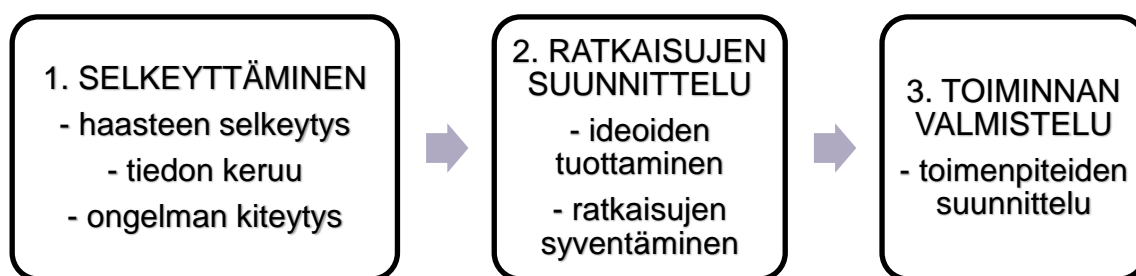 1. SELKEYTTÄMINEN
- haasteen selkeytys
- tiedon keruu
- ongelman kiteytys
2. RATKAISUJEN
SUUNNITTELU
- ideoiden
tuottaminen
- ratkaisujen
syventäminen
3. TOIMINNAN
VALMISTELU
- toimenpiteiden
suunnittelu